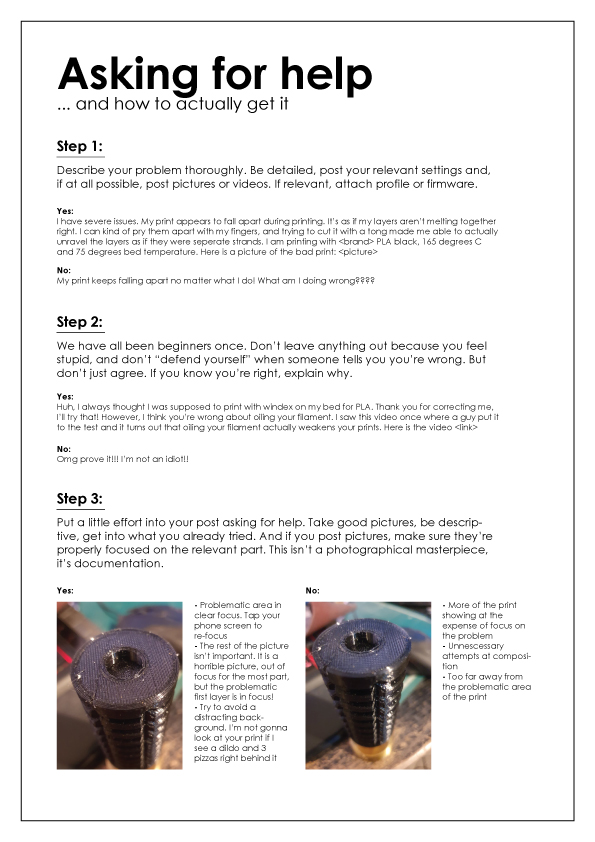 Asking for help
... and how to actually get it
Step 1:
Describe your problem thoroughly. Be detailed, post your relevant settings and,
if at all possible, post pictures or videos. If relevant, attach profile or firmware.
Yes:
I have severe issues. My print appears to fall apart during printing. It's as if my layers aren't melting together
right. I can kind of pry them apart with my fingers, and trying to cut it with a tong made me able to actually
unravel the layers as if they were seperate strands. I am printing with <brand> PLA black, 165 degrees C
and 75 degrees bed temperature. Here is a picture of the bad print: <picture>
No:
My print keeps falling apart no matter what I do! What am I doing wrong????
Step 2:
We have all been beginners once. Don't leave anything out because you feel
stupid, and don't "defend yourself" when someone tells you you're wrong. But
don't just agree. If you know you're right, explain why.
Yes:
Huh, I always thought I was supposed to print with windex on my bed for PLA. Thank you for correcting me,
I'll try that! However, I think you're wrong about oiling your filament. I saw this video once where a guy put it
to the test and it turns out that oiling your filament actually weakens your prints. Here is the video <link>
No:
Omg prove it!!! I'm not an idiot!!
Step 3:
Put a little effort into your post asking for help. Take good pictures, be descrip-
tive, get into what you already tried. And if you post pictures, make sure they're
properly focused on the relevant part. This isn't a photographical masterpiece,
it's documentation.
Yes:
- Problematic area in
clear focus. Tap your
phone screen to
re-focus
- The rest of the picture
isn't important. It is a
horrible picture, out of
focus for the most part,
but the problematic
first layer is in focus!
- Try to avoid a
distracting back-
ground. I'm not gonna
look at your print if I
see a dildo and 3
pizzas right behind it
No:
- More of the print
showing at the
expense of focus on
the problem
- Unnescessary
attempts at composi-
tion
- Too far away from
the problematic area
of the print